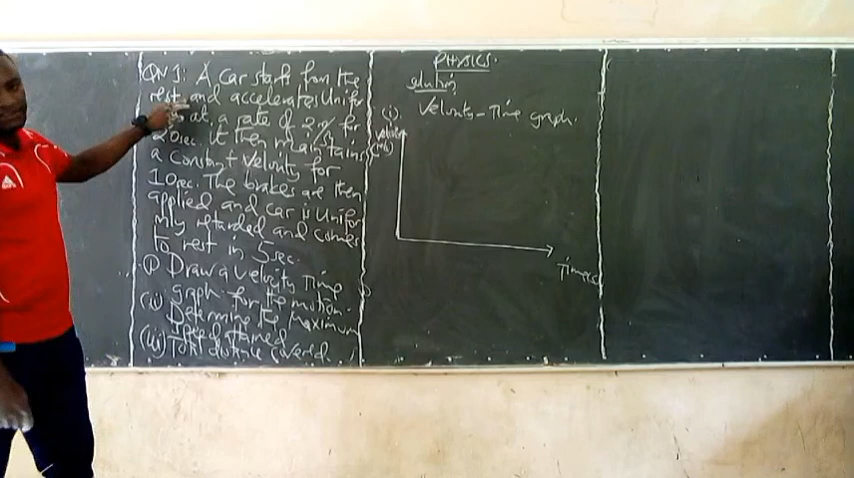 QN 1: A car starts from the
rest and accelerates Unifor
at a rate of 2m/s for
20sec. it then maintains
a constant velocity for
10sec. The brakes are then
applied and car is Unifor
mly retarded and comes
to rest in 5sec.
(i) Draw a velocity Time
graph for the motion.
(ii) Determine the maximum
speed attained
(iii) Total distance covered.
PHYSICS.
Solution
(i) Velocity-Time graph.
Velocity
(m/s)
Time(s)